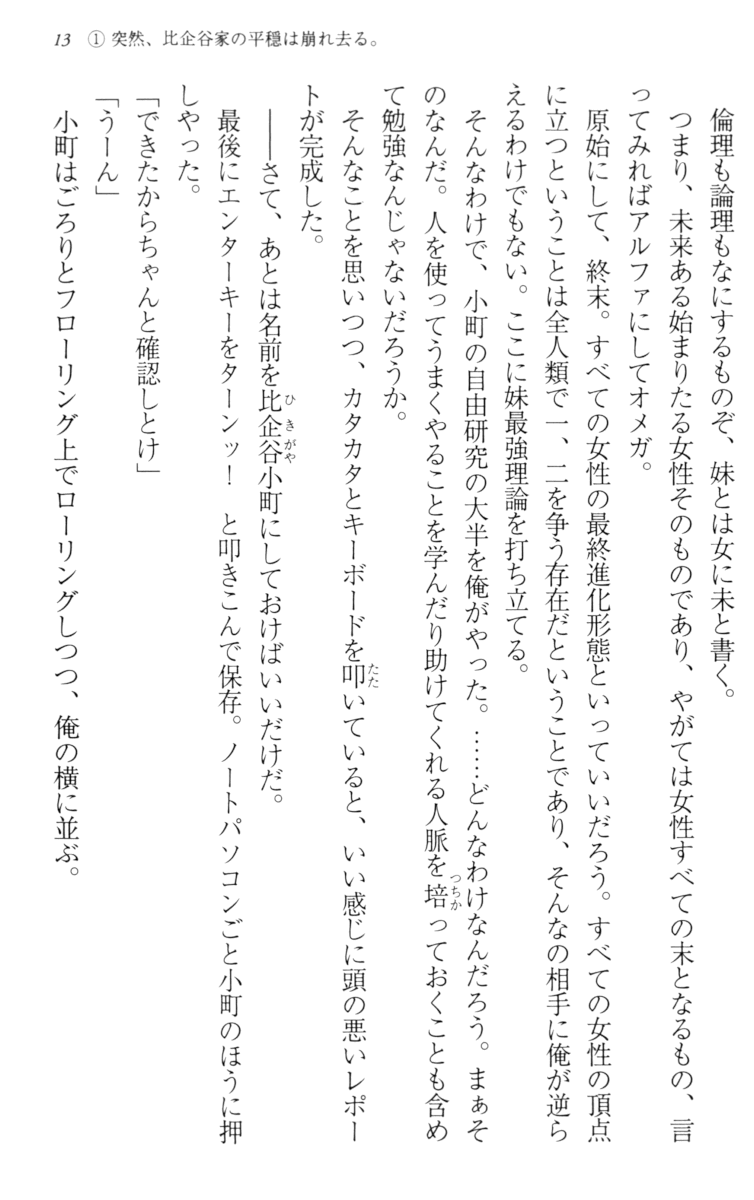 13 ① 突然、比企谷家の平穏は崩れ去る。
倫理も論理もなにするものぞ、妹とは女に未と書く。
つまり、未来ある始まりたる女性そのものであり、やがては女性すべての末となるもの、言
ってみればアルファにしてオメガ。
原始にして、終末。すべての女性の最終進化形態といっていいだろう。すべての女性の頂点
に立つということは全人類で一、二を争う存在だということであり、そんなの相手に俺が逆ら
えるわけでもない。ここに妹最強理論を打ち立てる。
そんなわけで、小町の自由研究の大半を俺がやった。……どんなわけなんだろう。まぁそ
のなんだ。人を使ってうまくやることを学んだり助けてくれる人脈を培っておくことも含め
て勉強なんじゃないだろうか。
そんなことを思いつつ、カタカタとキーボードを叩いていると、いい感じに頭の悪いレポー
トが完成した。
――さて、あとは名前を比企谷小町にしておけばいいだけだ。
最後にエンターキーをターンッ! と叩きこんで保存。ノートパソコンごと小町のほうに押
しやった。
「できたからちゃんと確認しとけ」
「うーん」
小町はごろりとフローリング上でローリングしつつ、俺の横に並ぶ。